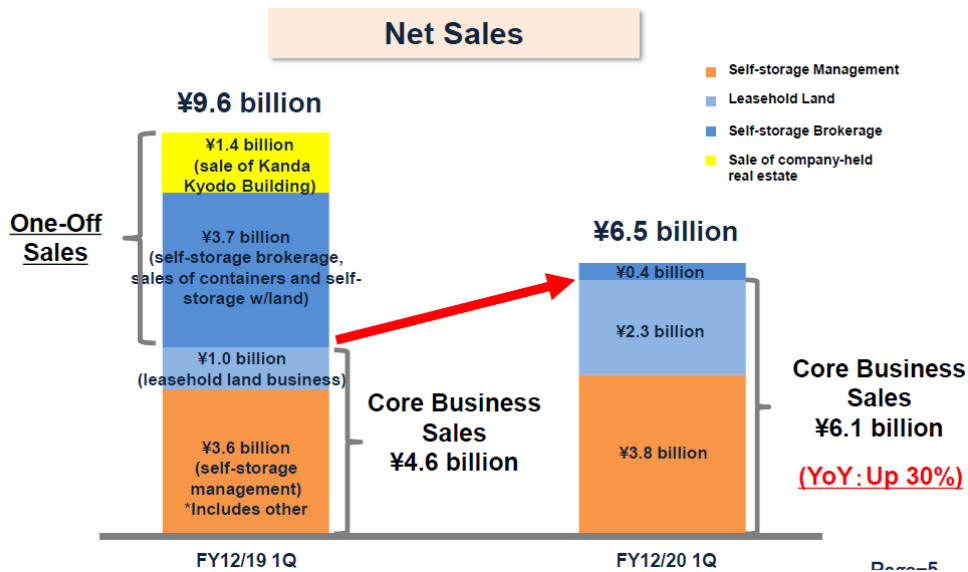 Net Sales
Self-storage Management
Leasehold Land
Self-storage Brokerage
Sale of company-held
real estate
¥9.6 billion
¥1.4 billion
(sale of Kanda
Kyodo Building)
One-Off
Sales
¥3.7 billion
(self-storage brokerage,
sales of containers and self-
storage w/land)
¥1.0 billion
(leasehold land business)
¥3.6 billion
(self-storage
management)
*Includes other
Core Business
Sales
¥4.6 billion
¥6.5 billion
¥0.4 billion
¥2.3 billion
¥3.8 billion
Core Business
Sales
¥6.1 billion
(YoY:Up 30%)
FY12/19 1Q
FY12/20 1Q
Page=5